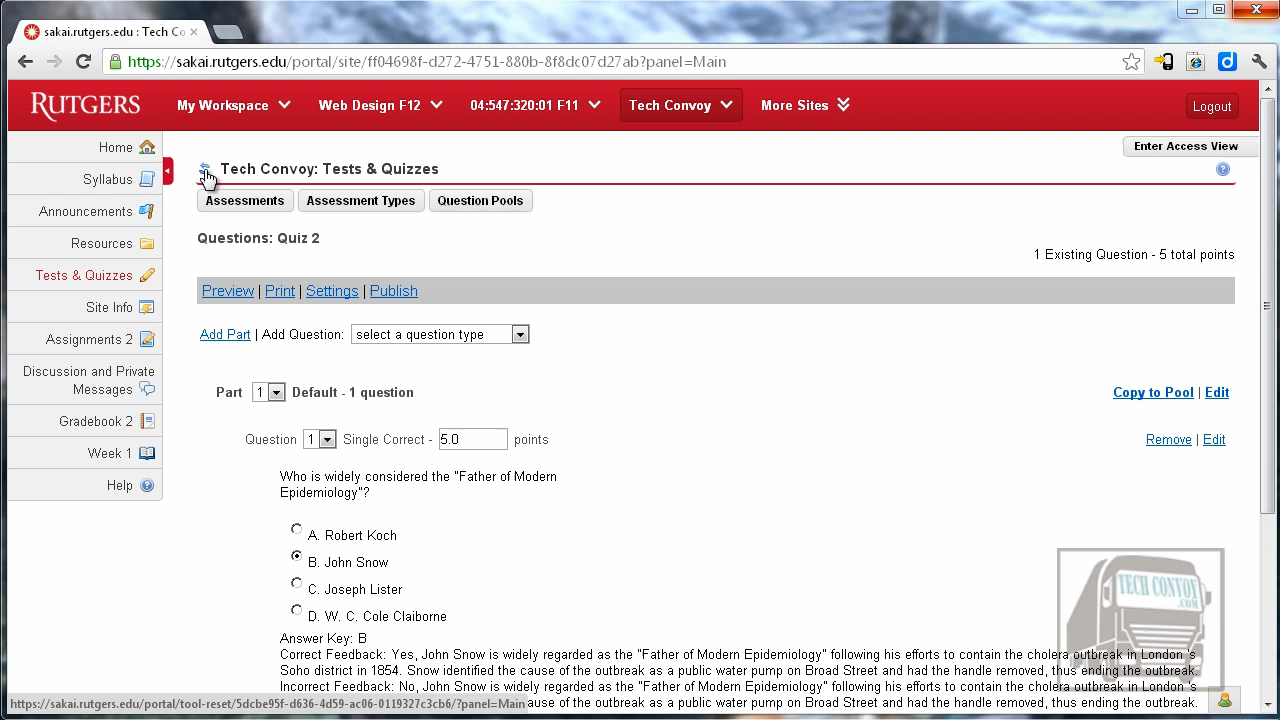 sakai.rutgers.edu : Tech Co
https://sakai.rutgers.edu/portal/site/ff04698f-d272-4751-880b-8f8dc07d27ab?panel=Main
RUTGERS
My Workspace
Web Design F12
04:547:320:01 F11
Tech Convoy
More Sites
Logout
Home
Syllabus
Announcements
Resources
Tests & Quizzes
Site Info
Assignments 2
Discussion and Private
Messages
Gradebook 2
Week 1
Help
Enter Access View
Tech Convoy: Tests & Quizzes
Assessments
Assessment Types
Question Pools
Questions: Quiz 2
1 Existing Question - 5 total points
Preview | Print | Settings | Publish
Add Part | Add Question: select a question type
Part 1 Default - 1 question
Copy to Pool | Edit
Question 1 Single Correct - 5.0 points
Remove | Edit
Who is widely considered the "Father of Modern
Epidemiology"?
A. Robert Koch
B. John Snow
C. Joseph Lister
D. W. C. Cole Claiborne
Answer Key: B
Correct Feedback: Yes, John Snow is widely regarded as the "Father of Modern Epidemiology" following his efforts to contain the cholera outbreak in London 's
Soho district in 1854. Snow identified the cause of the outbreak as a public water pump on Broad Street and had the handle removed, thus ending the outbreak.
Incorrect Feedback: No, John Snow is widely regarded as the "Father of Modern Epidemiology" following his efforts to contain the cholera outbreak in London 's
ause of the outbreak as a public water pump on Broad Street and had the handle removed, thus ending the outbreak.
TECH CONVOY
.COM
https://sakai.rutgers.edu/portal/tool-reset/5dcbe95f-d636-4d59-ac06-0119327c3cb6/?panel=Main